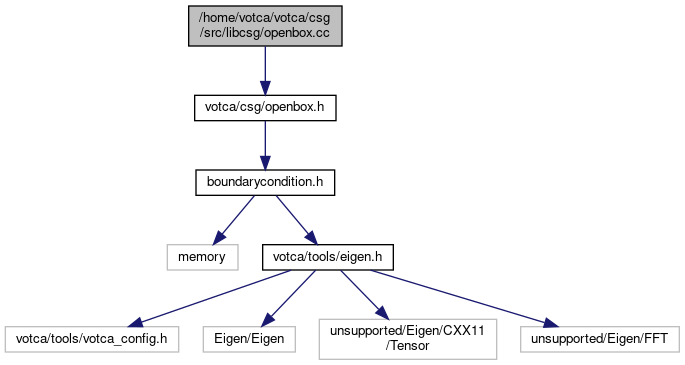 /home/votca/votca/csg
/src/libcsg/openbox.cc
votca/csg/openbox.h
boundarycondition.h
memory
votca/tools/eigen.h
votca/tools/votca_config.h
Eigen/Eigen
unsupported/Eigen/CXX11
/Tensor
unsupported/Eigen/FFT